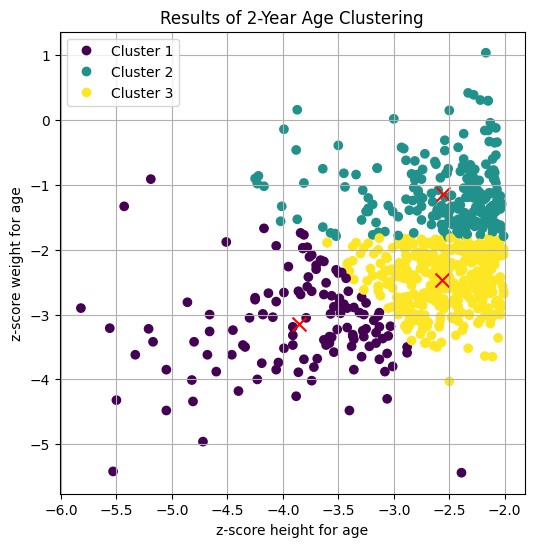 Results of 2-Year Age Clustering
Cluster 1
Cluster 2
Cluster 3
1
0
−1
−2
−3
−4
−5
z-score weight for age
−6.0 −5.5 −5.0 −4.5 −4.0 −3.5 −3.0 −2.5 −2.0
z-score height for age